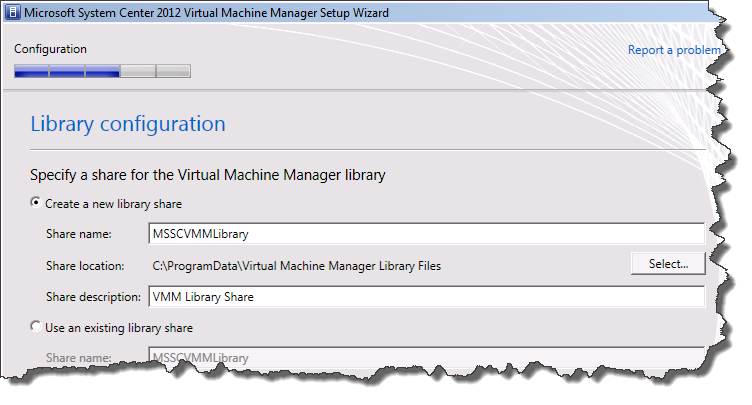 Microsoft System Center 2012 Virtual Machine Manager Setup Wizard
Configuration
Report a problem
Library configuration
Specify a share for the Virtual Machine Manager library
Create a new library share
Share name: MSSCVMMLibrary
Share location: C:\ProgramData\Virtual Machine Manager Library Files Select...
Share description: VMM Library Share
Use an existing library share
Share name: MSSCVMMLibrary